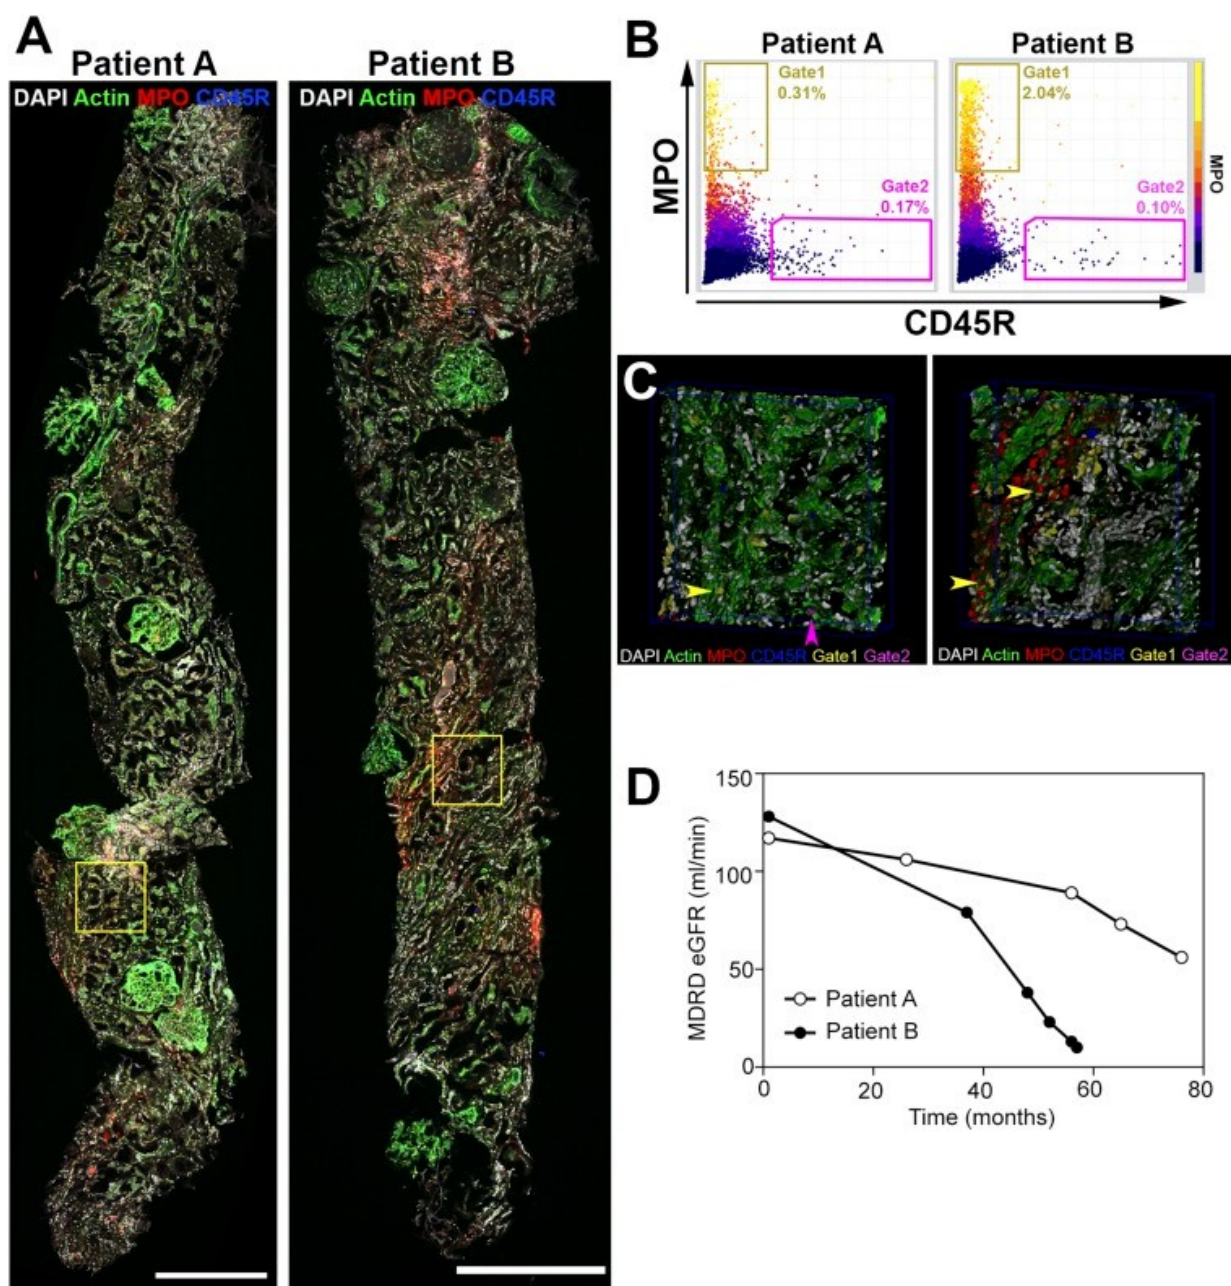 A
Patient A
Patient B
DAPI Actin MPO CD45R
DAPI Actin MPO CD45R
B
Patient A
Patient B
Gate1
0.31%
Gate2
0.17%
Gate1
2.04%
Gate2
0.10%
MPO
MPO
CD45R
C
DAPI Actin MPO CD45R Gate1 Gate2
DAPI Actin MPO CD45R Gate1 Gate2
D
MDRD eGFR (ml/min)
150
100
50
0
Patient A
Patient B
0 20 40 60 80
Time (months)